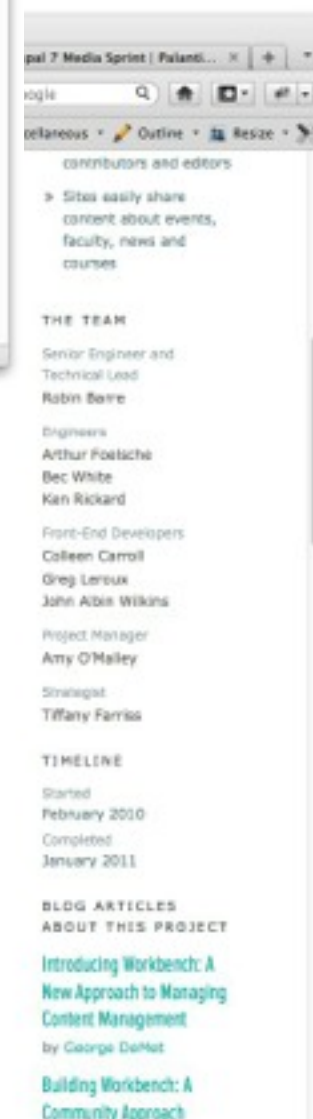 pal 7 Media Sprint | Palanti...
ogle
cellaneous Outline Resize
contributors and editors
» Sites easily share
content about events,
faculty, news and
courses
THE TEAM
Senior Engineer and
Technical Lead
Robin Barre
Engineers
Arthur Foelsche
Bec White
Ken Rickard
Front-End Developers
Colleen Carroll
Greg Leroux
John Albin Wilkins
Project Manager
Amy O'Malley
Strategist
Tiffany Farriss
TIMELINE
Started
February 2010
Completed
January 2011
BLOG ARTICLES
ABOUT THIS PROJECT
Introducing Workbench: A
New Approach to Managing
Content Management
by George DeMet
Building Workbench: A
Community Approach